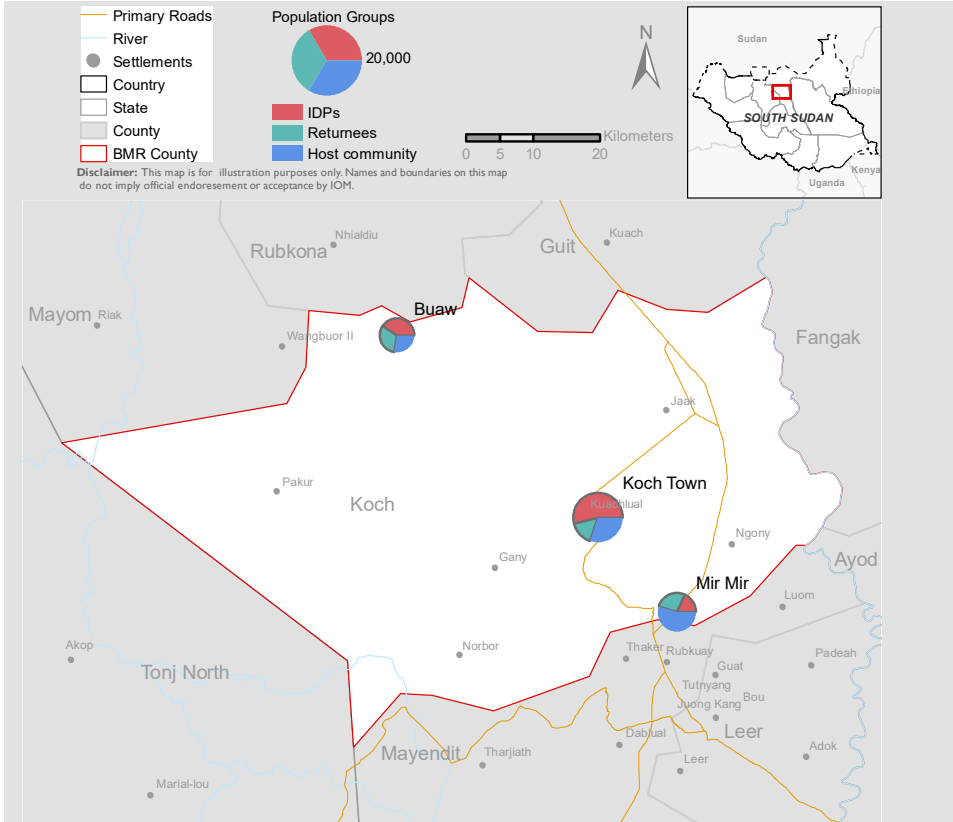 Primary Roads
River
Settlements
Country
State
County
BMR County
Population Groups
20,000
IDPs
Returnees
Host community
N
Kilometers
0 5 10 20
Disclaimer: This map is for illustration purposes only. Names and boundaries on this map
do not imply official endoresement or acceptance by IOM.
Sudan
Ethiopia
SOUTH SUDAN
Kenya
Uganda
Rubkona
Nhialdiu
Guit
Kuach
Mayom
Riak
Wangbuor II
Buaw
Fangak
Jaak
Pakur
Koch
Koch Town
Kuachlual
Ngony
Gany
Ayod
Mir Mir
Luom
Akop
Tonj North
Norbor
Thaker
Rubkuay
Guat
Padeah
Tutnyang
Bou
Juong Kang
Leer
Dablual
Mayendit
Tharjiath
Adok
Leer
Marial-lou